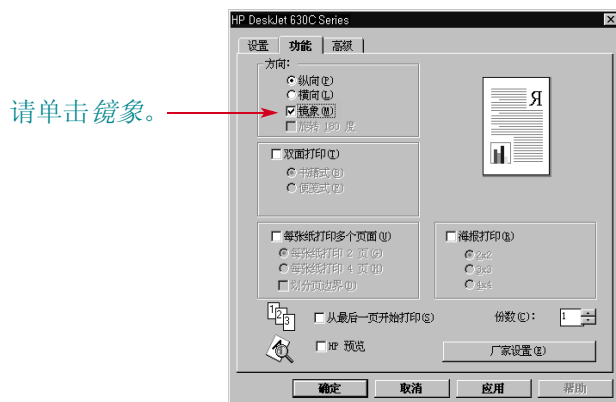 HP DeskJet 630C Series
设置 功能 高级
方向:
纵向(P)
横向(L)
镜象(M)
旋转 180 度
请单击镜象。
R
双面打印(T)
书籍式(B)
便笺式(F)
每张纸打印多个页面(U)
每张纸打印 2 页(G)
每张纸打印 4 页(H)
划分页边界(D)
海报打印(R)
2x2
3x3
4x4
1 2 3
从最后一页开始打印(S)
份数(C): 1
HP 预览
厂家设置(E)
确定 取消 应用 帮助